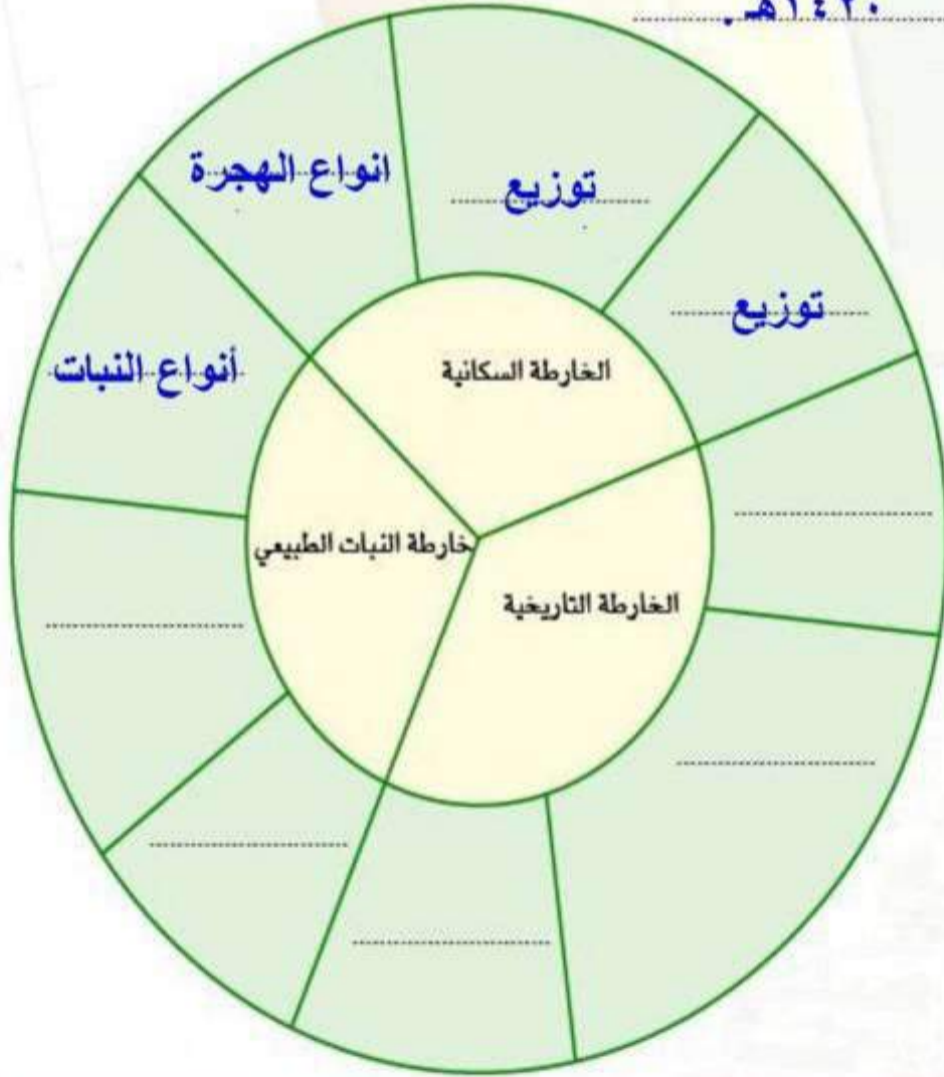 ١٤٢٠هـ.
انواع الهجرة
توزيع
توزيع
أنواع النبات
الخارطة السكانية
خارطة النبات الطبيعي
الخارطة التاريخية